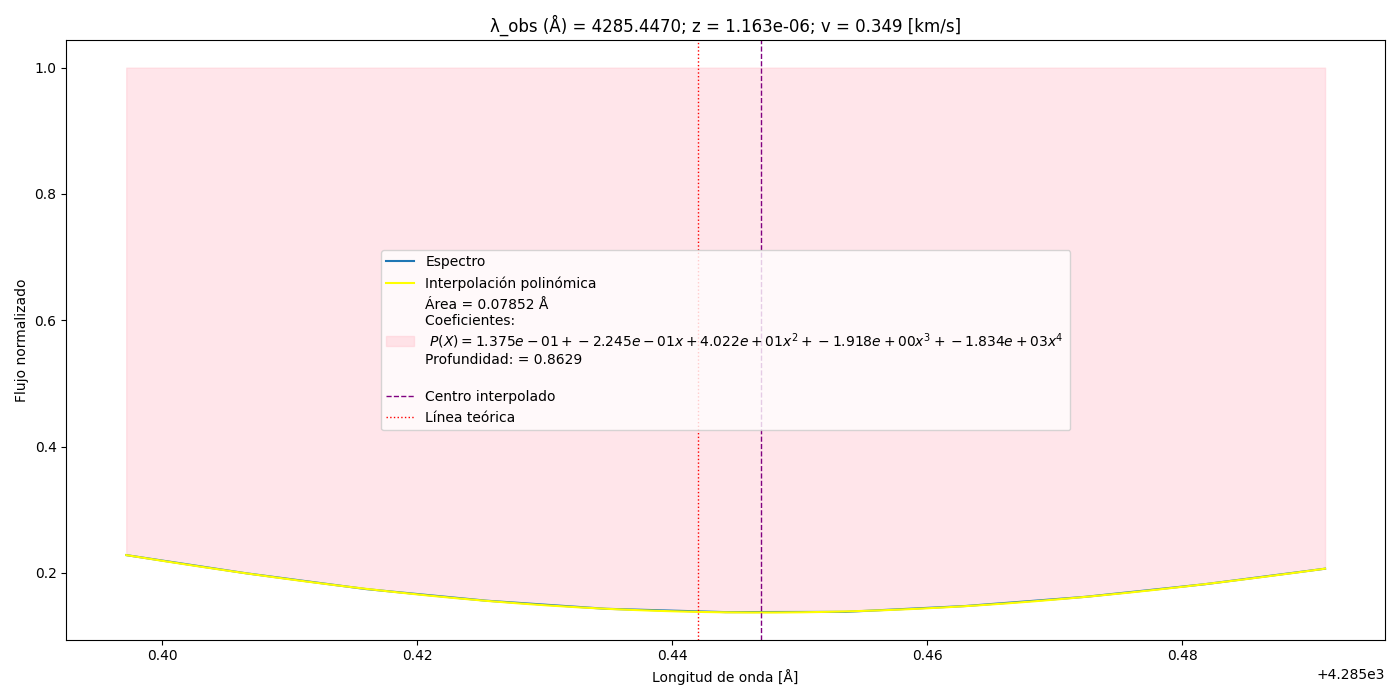 λ_obs (Å) = 4285.4470; z = 1.163e-06; v = 0.349 [km/s]
Flujo normalizado
1.0
0.8
0.6
0.4
0.2
Espectro
Interpolación polinómica
Área = 0.07852 Å
Coeficientes:
P(X) = 1.375e − 01 + −2.245e − 01x + 4.022e + 01x² + −1.918e + 00x³ + −1.834e + 03x⁴
Profundidad: = 0.8629
Centro interpolado
Línea teórica
0.40 0.42 0.44 0.46 0.48
+4.285e3
Longitud de onda [Å]